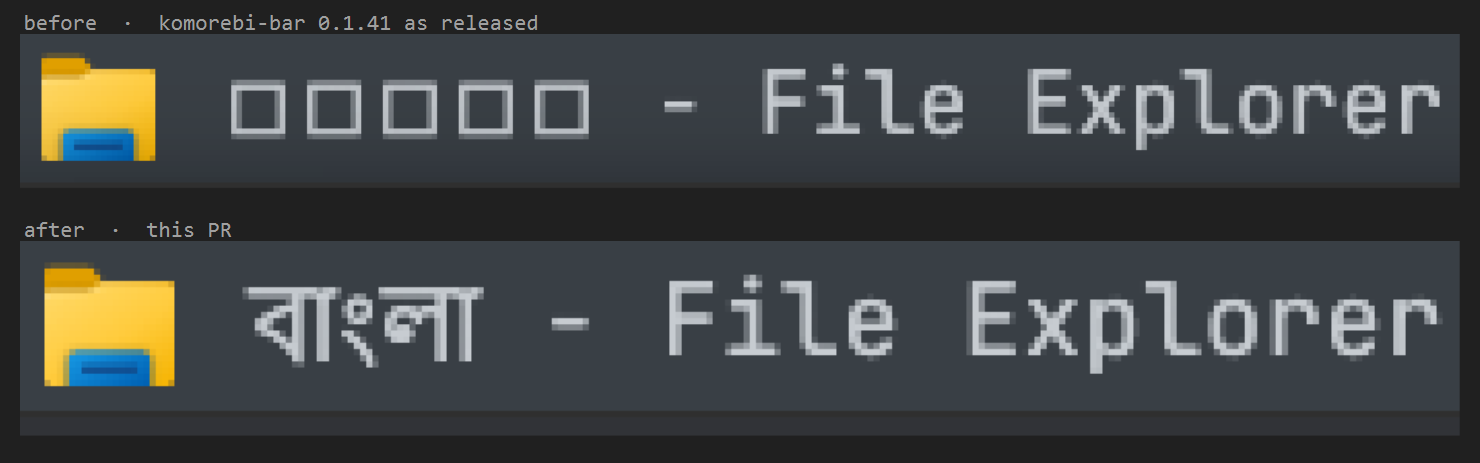 before · komorebi-bar 0.1.41 as released
□□□□□ - File Explorer
after · this PR
বাংলা - File Explorer